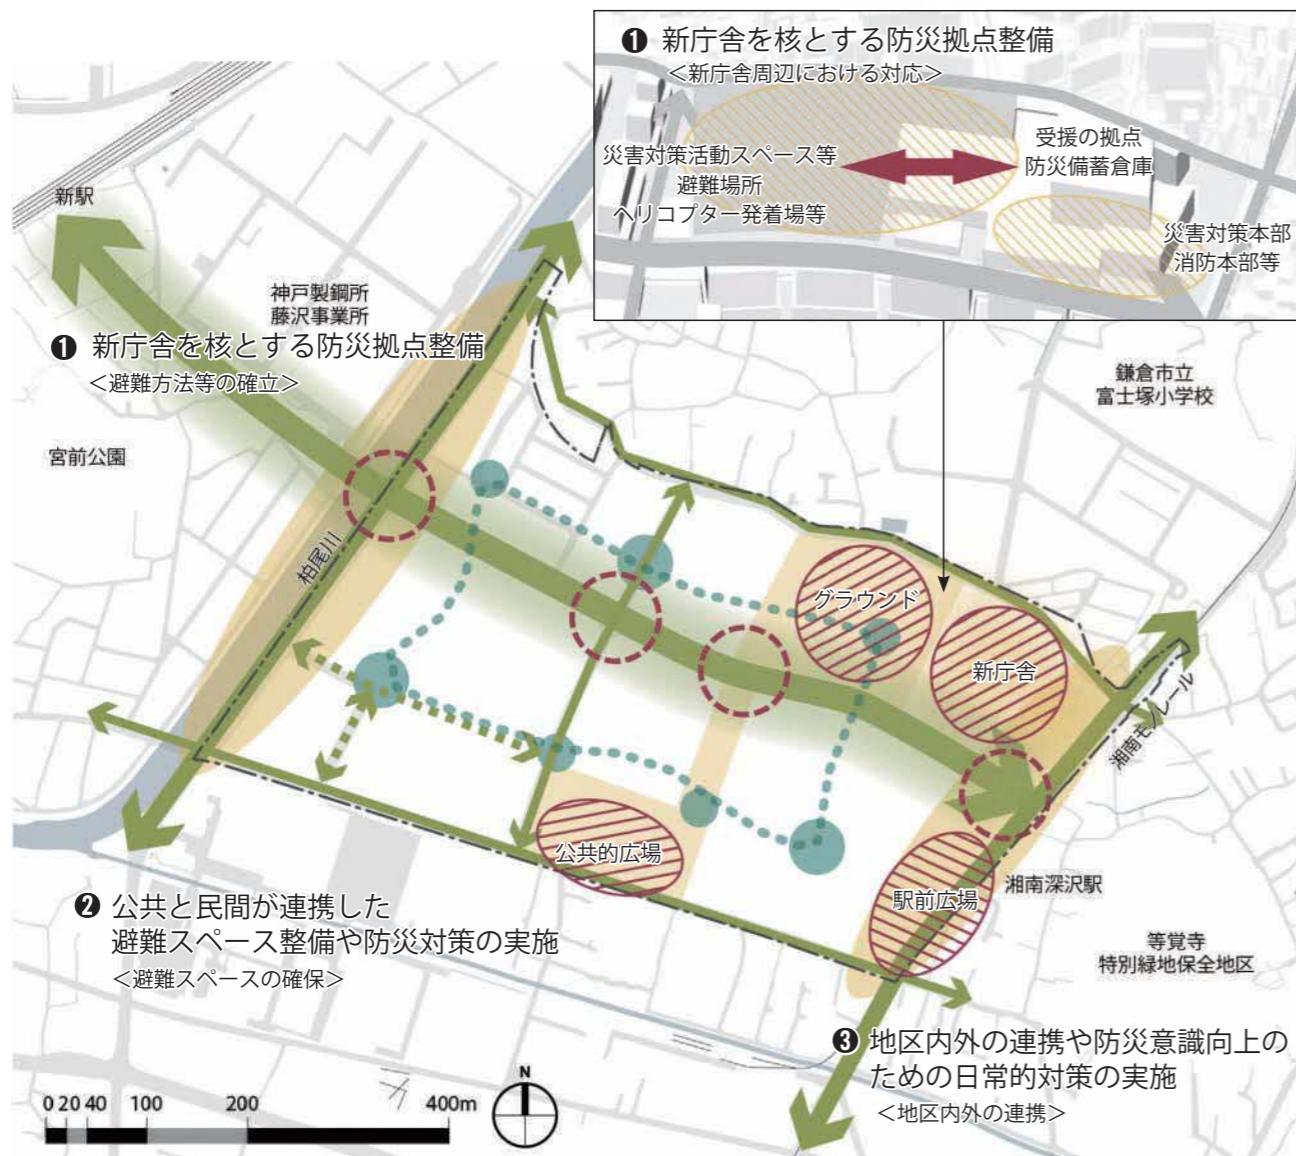 ❶ 新庁舎を核とする防災拠点整備
＜新庁舎周辺における対応＞
災害対策活動スペース等
避難場所
ヘリコプター発着場等
受援の拠点
防災備蓄倉庫
災害対策本部
消防本部等
新駅
神戸製鋼所
藤沢事業所
❶ 新庁舎を核とする防災拠点整備
＜避難方法等の確立＞
鎌倉市立
富士塚小学校
宮前公園
柏尾川
グラウンド
新庁舎
湘南モノレール
公共的広場
駅前広場
湘南深沢駅
❷ 公共と民間が連携した
避難スペース整備や防災対策の実施
＜避難スペースの確保＞
等覚寺
特別緑地保全地区
❸ 地区内外の連携や防災意識向上の
ための日常的対策の実施
＜地区内外の連携＞
0 20 40 100 200 400m
N